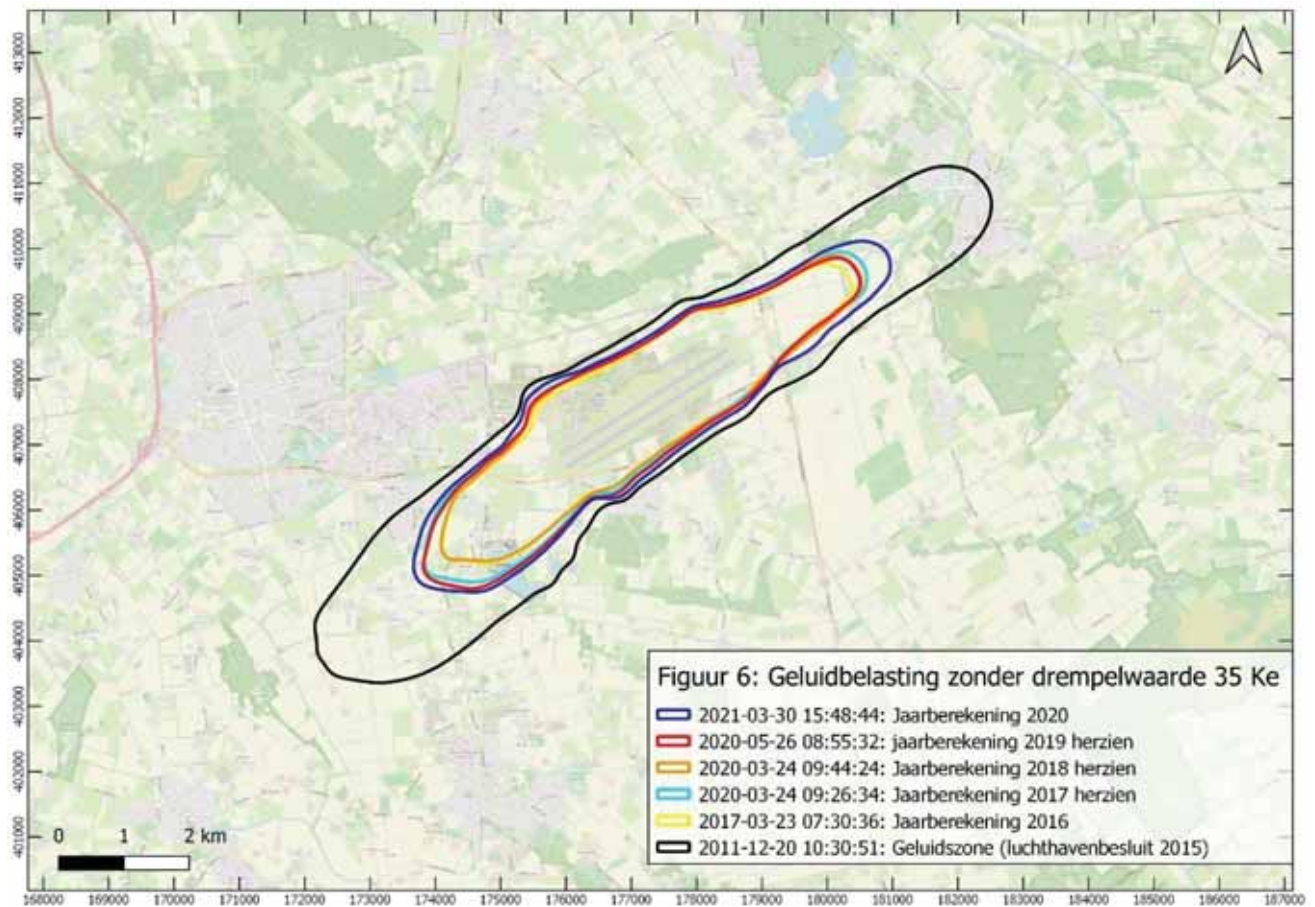 413000
412000
411000
410000
409000
408000
407000
406000
405000
404000
403000
402000
401000
Figuur 6: Geluidbelasting zonder drempelwaarde 35 Ke
2021-03-30 15:48:44: Jaarberekening 2020
2020-05-26 08:55:32: jaarberekening 2019 herzien
2020-03-24 09:44:24: Jaarberekening 2018 herzien
2020-03-24 09:26:34: Jaarberekening 2017 herzien
2017-03-23 07:30:36: Jaarberekening 2016
2011-12-20 10:30:51: Geluidszone (luchthavenbesluit 2015)
0 1 2 km
168000 169000 170000 171000 172000 173000 174000 175000 176000 177000 178000 179000 180000 181000 182000 183000 184000 185000 186000 187000